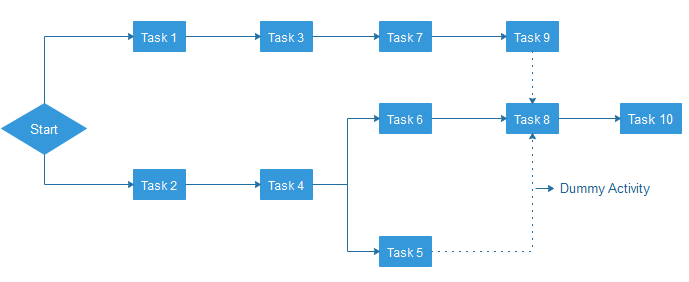 Task 1
Task 3
Task 7
Task 9
Start
Task 6
Task 8
Task 10
Task 2
Task 4
Dummy Activity
Task 5